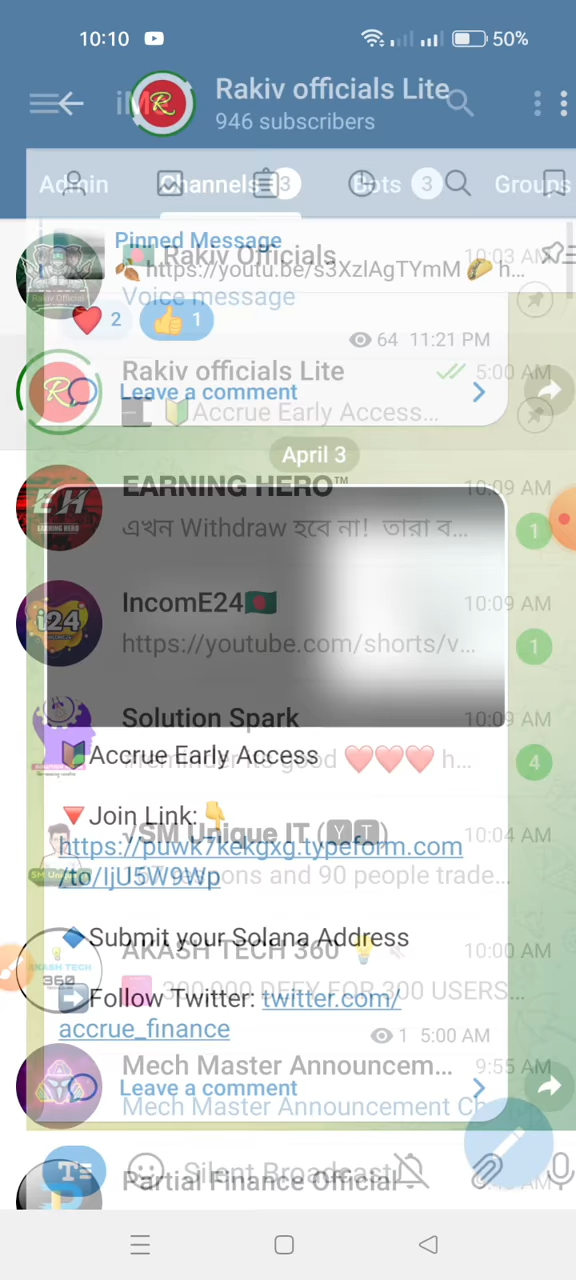 10:10
50%
Rakiv officials Lite
946 subscribers
Admin
Channels 3
Bots 3
Groups
Pinned Message
Rakiv Officials
10:03 AM
https://youtu.be/s3XzlAgTYmM 🌮 h...
Voice message
❤️ 2 👍 1
64 11:21 PM
Rakiv officials Lite
5:00 AM
Leave a comment
🔰Accrue Early Access...
April 3
EARNING HERO™
10:09 AM
এখন Withdraw হবে না! তারা ব...
1
IncomE24🇧🇩
10:09 AM
https://youtube.com/shorts/v...
1
Solution Spark
10:09 AM
4
🔰Accrue Early Access
🔻Join Link:👇
√SM Unique IT (🆈🆃)
10:04 AM
https://puwk7kekgxg.typeform.com
/to/IjU5W9Wp
and 90 people trade...
🔷Submit your Solana Address
AKASH TECH 360
10:00 AM
300,000 DEFY FOR 300 USERS...
➡️Follow Twitter: twitter.com/
accrue_finance
1 5:00 AM
Mech Master Announcem...
9:55 AM
Leave a comment
Mech Master Announcement
Silent Broadcast
Partial Finance Official